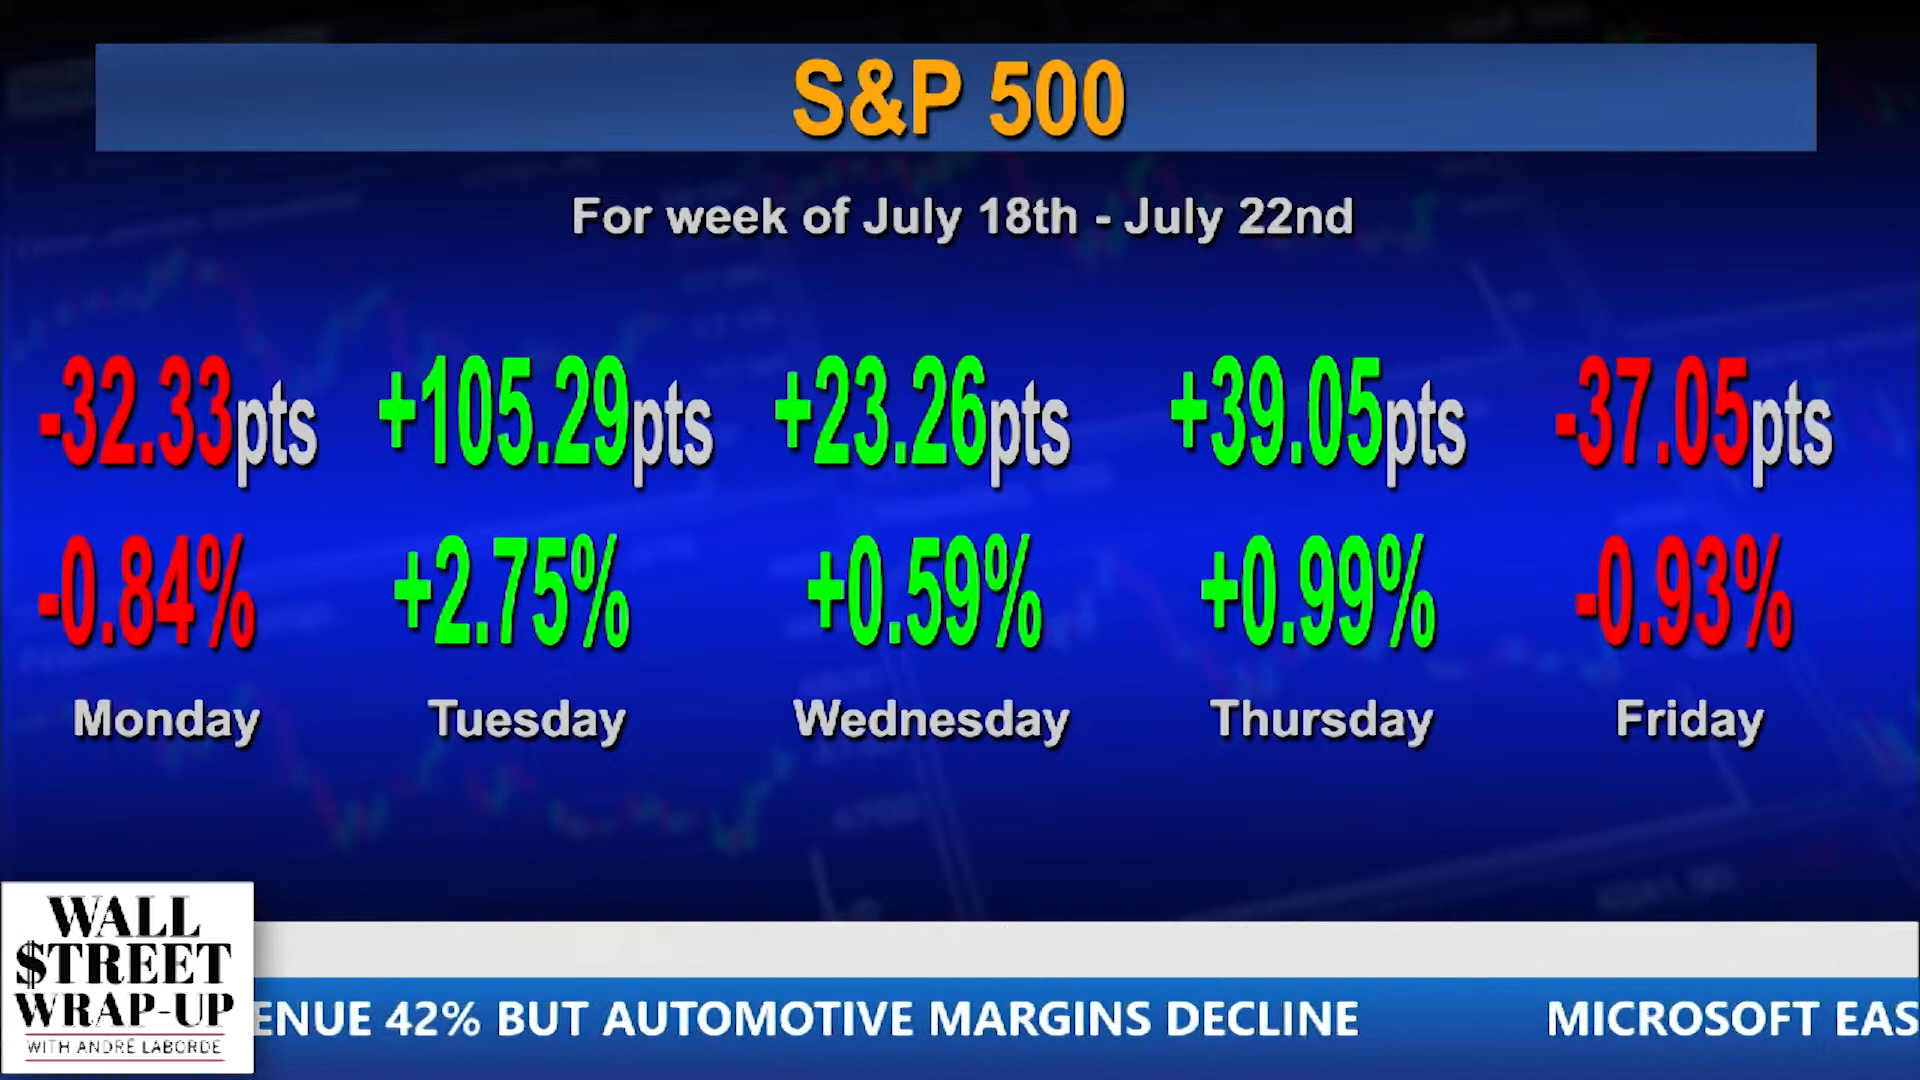 S&P 500
For week of July 18th - July 22nd
-32.33pts +105.29pts +23.26pts +39.05pts -37.05pts
-0.84% +2.75% +0.59% +0.99% -0.93%
Monday Tuesday Wednesday Thursday Friday
WALL
$TREET
WRAP-UP
WITH ANDRÉ LABORDE
ENUE 42% BUT AUTOMOTIVE MARGINS DECLINE MICROSOFT EAS